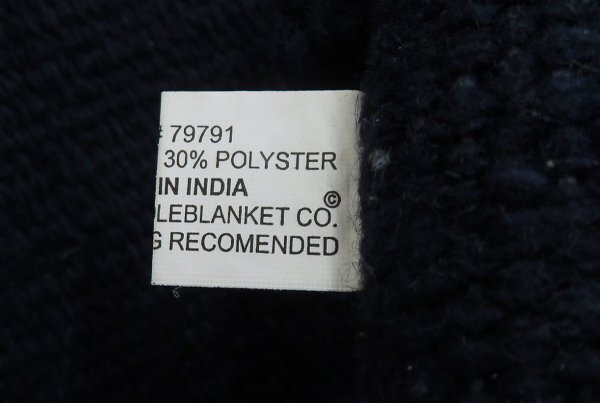 # 79791
30% POLYSTER
IN INDIA
©
LEBLANKET CO.
G RECOMENDED